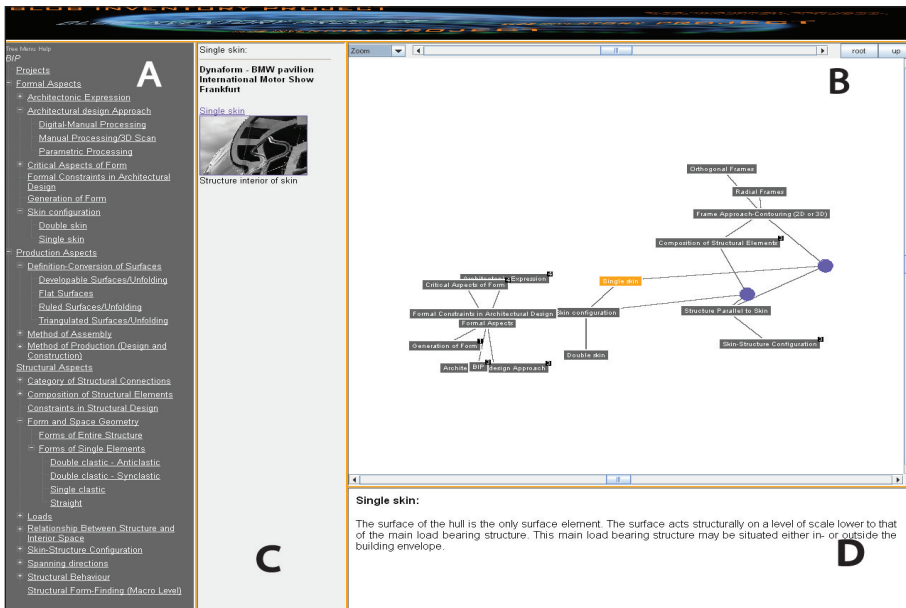 BLOB INVENTORY PROJECT
Tree Menu Help
A
BIP
Projects
Formal Aspects
Architectonic Expression
Architectural design Approach
Digital-Manual Processing
Manual Processing/3D Scan
Parametric Processing
Critical Aspects of Form
Formal Constraints in Architectural
Design
Generation of Form
Skin configuration
Double skin
Single skin
Production Aspects
Definition-Conversion of Surfaces
Developable Surfaces/Unfolding
Flat Surfaces
Ruled Surfaces/Unfolding
Triangulated Surfaces/Unfolding
Method of Assembly
Method of Production (Design and
Construction)
Structural Aspects
Category of Structural Connections
Composition of Structural Elements
Constraints in Structural Design
Form and Space Geometry
Forms of Entire Structure
Forms of Single Elements
Double clastic - Anticlastic
Double clastic - Synclastic
Single clastic
Straight
Loads
Relationship Between Structure and
Interior Space
Skin-Structure Configuration
Spanning directions
Structural Behaviour
Structural Form-Finding (Macro Level)
Single skin:
Dynaform - BMW pavilion
International Motor Show
Frankfurt
Single skin
Structure interior of skin
C
Zoom
root
up
B
Orthogonal Frames
Radial Frames
Frame Approach-Contouring (2D or 3D)
Composition of Structural Elements
Expression
Critical Aspects of Form
Single skin
Formal Constraints in Architectural Design
kin configuration
Structure Parallel to Skin
Formal Aspects
Generation of Form
Double skin
Skin-Structure Configuration
Archite
BIP
design Approach
Single skin:
The surface of the hull is the only surface element. The surface acts structurally on a level of scale lower to that
of the main load bearing structure. This main load bearing structure may be situated either in- or outside the
building envelope.
D